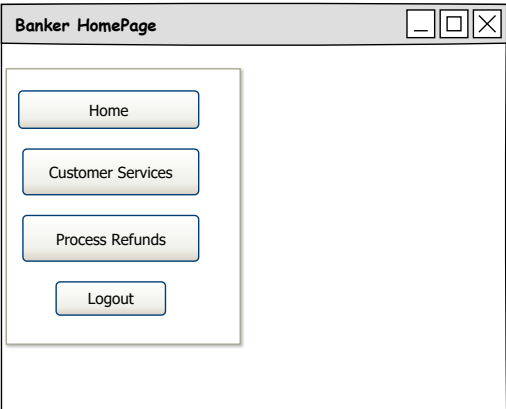 Banker HomePage
Home
Customer Services
Process Refunds
Logout